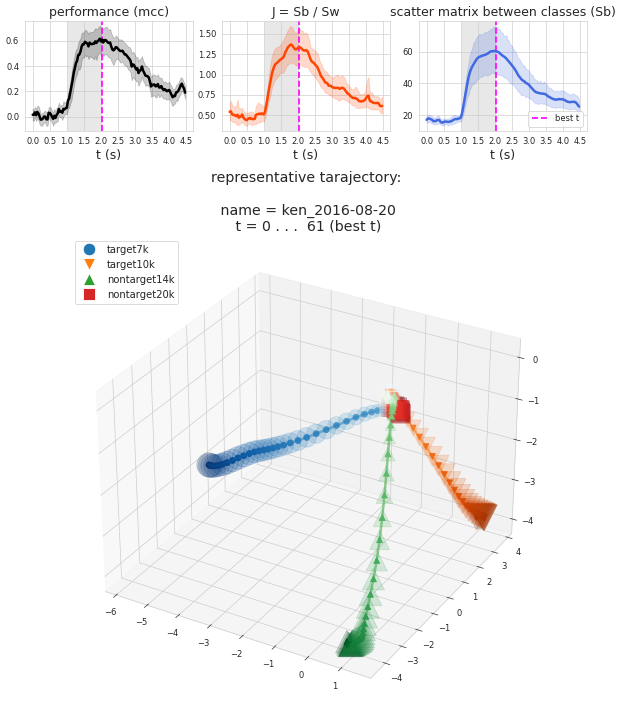 performance (mcc)
J = Sb / Sw
scatter matrix between classes (Sb)
0.6
0.4
0.2
0.0
1.50
1.25
1.00
0.75
0.50
60
40
20
best t
0.0 0.5 1.0 1.5 2.0 2.5 3.0 3.5 4.0 4.5
0.0 0.5 1.0 1.5 2.0 2.5 3.0 3.5 4.0 4.5
0.0 0.5 1.0 1.5 2.0 2.5 3.0 3.5 4.0 4.5
t (s)
t (s)
t (s)
representative tarajectory:
name = ken_2016-08-20
t = 0 . . . 61 (best t)
target7k
target10k
nontarget14k
nontarget20k
0
−1
−2
−3
−4
4
3
2
1
0
−1
−2
−3
−4
−6
−5
−4
−3
−2
−1
0
1